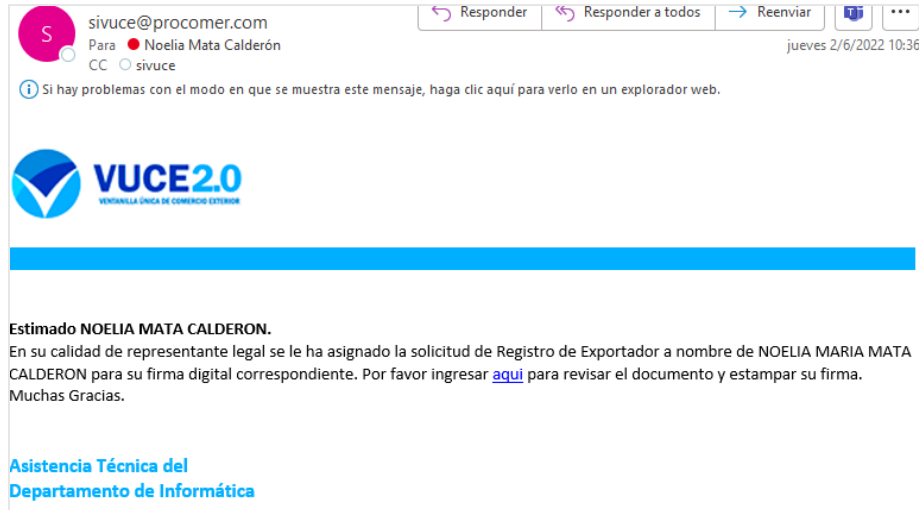 S
sivuce@procomer.com
Para Noelia Mata Calderón
CC sivuce
Responder
Responder a todos
Reenviar
jueves 2/6/2022 10:36
Si hay problemas con el modo en que se muestra este mensaje, haga clic aquí para verlo en un explorador web.
VUCE2.0
VENTANILLA ÚNICA DE COMERCIO EXTERIOR
Estimado NOELIA MATA CALDERON.
En su calidad de representante legal se le ha asignado la solicitud de Registro de Exportador a nombre de NOELIA MARIA MATA
CALDERON para su firma digital correspondiente. Por favor ingresar aqui para revisar el documento y estampar su firma.
Muchas Gracias.
Asistencia Técnica del
Departamento de Informática